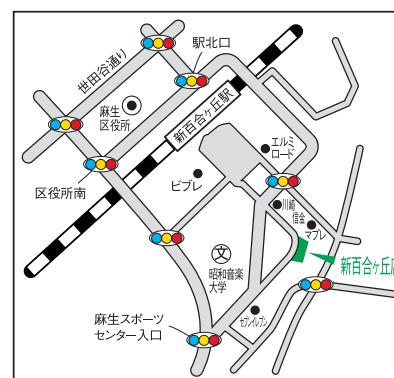 世田谷通り
駅北口
麻生
区役所
新百合ヶ丘駅
エルミ
ロード
区役所南
ビブレ
川崎
信金
マプレ
文
昭和音楽
大学
新百合ヶ丘店
麻生スポーツ
センター入口
セブンイレブン